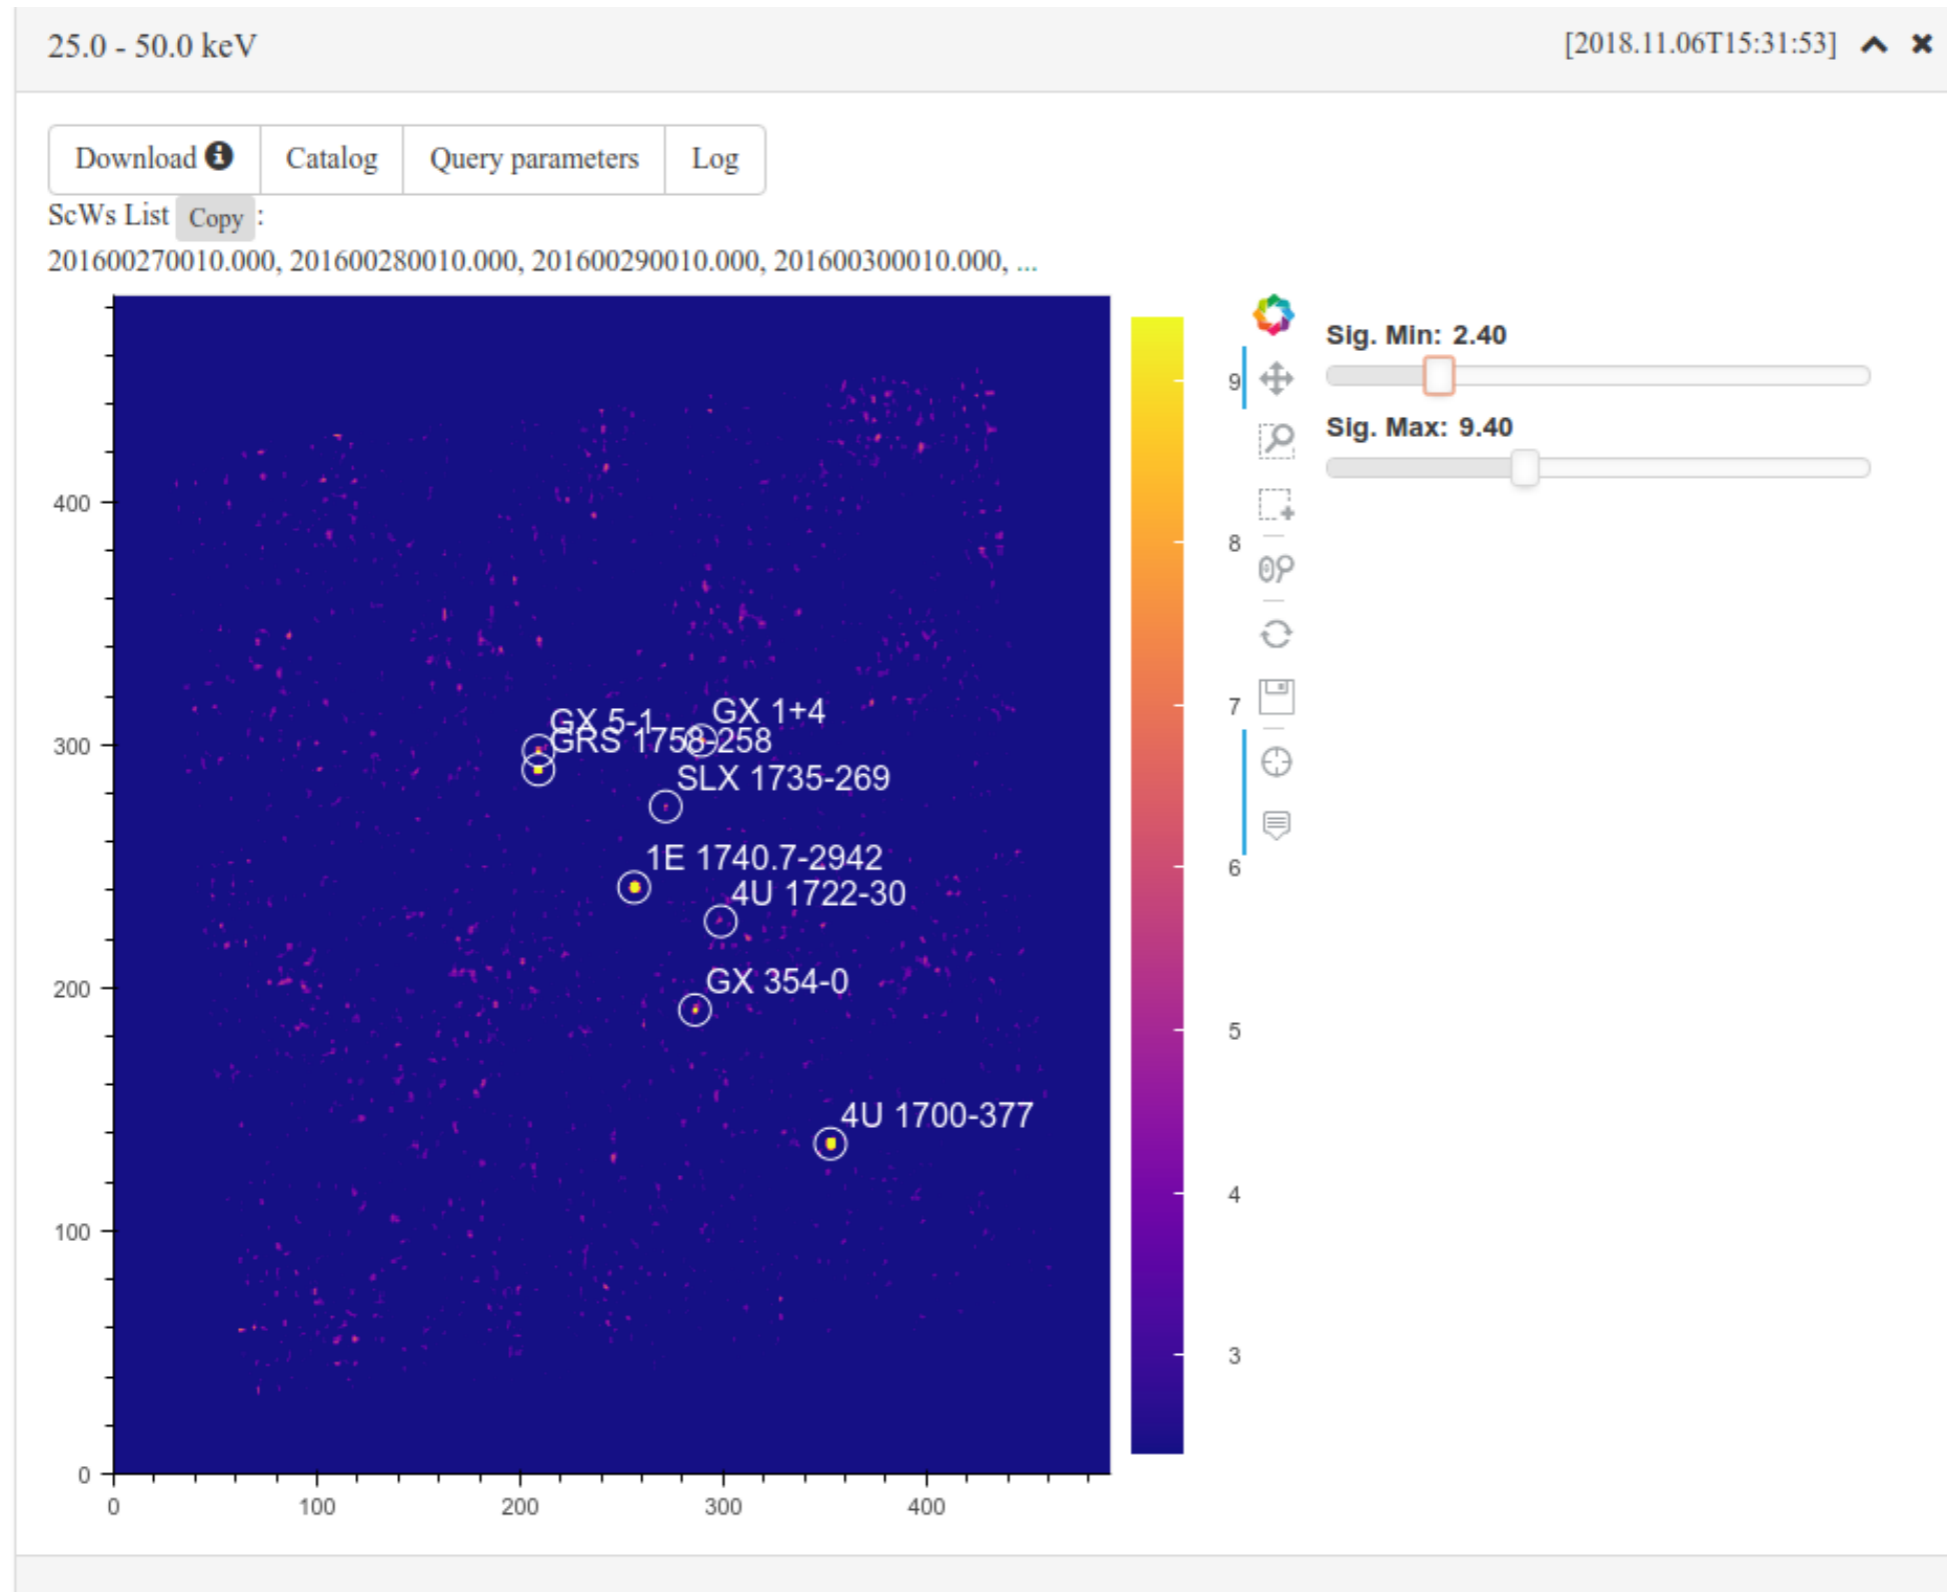 25.0 - 50.0 keV
[2018.11.06T15:31:53]
Download
Catalog
Query parameters
Log
ScWs List Copy :
201600270010.000, 201600280010.000, 201600290010.000, 201600300010.000, ...
Sig. Min: 2.40
Sig. Max: 9.40
400
300
200
100
0
0 100 200 300 400
GX 5-1
GX 1+4
GRS 1758-258
SLX 1735-269
1E 1740.7-2942
4U 1722-30
GX 354-0
4U 1700-377
9
8
7
6
5
4
3